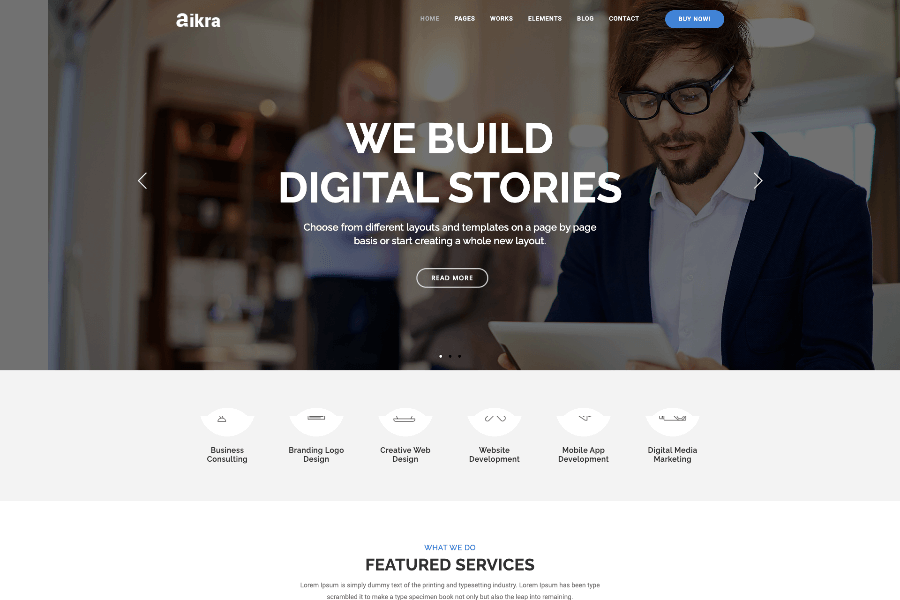 aikra
HOME PAGES WORKS ELEMENTS BLOG CONTACT BUY NOW!
WE BUILD
DIGITAL STORIES
Choose from different layouts and templates on a page by page
basis or start creating a whole new layout.
READ MORE
Business
Consulting
Branding Logo
Design
Creative Web
Design
Website
Development
Mobile App
Development
Digital Media
Marketing
WHAT WE DO
FEATURED SERVICES
Lorem Ipsum is simply dummy text of the printing and typesetting industry. Lorem Ipsum has been type
scrambled it to make a type specimen book not only but also the leap into remaining.